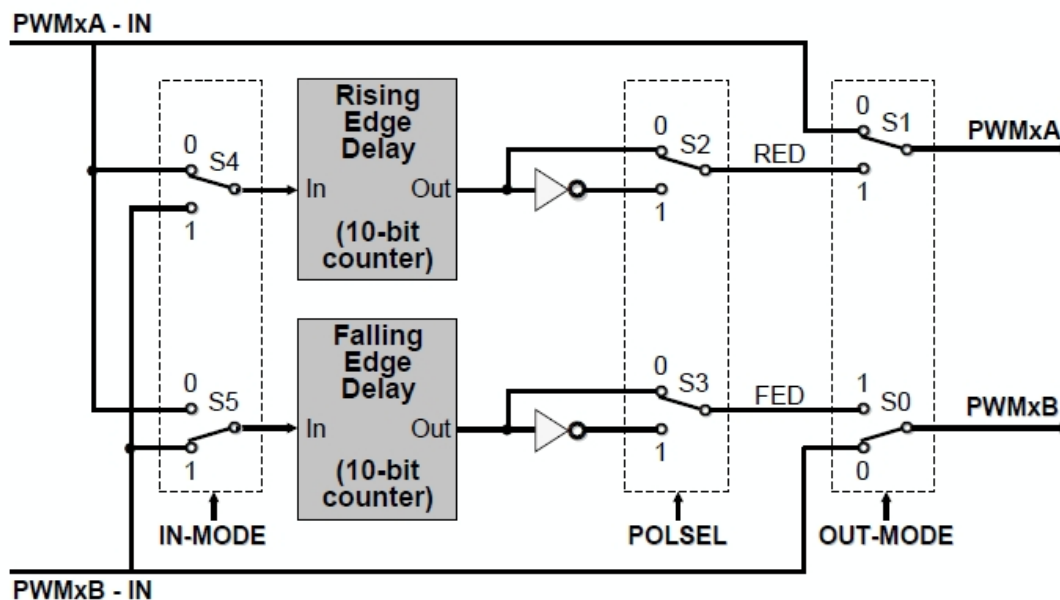 PWMxA - IN
0
S4
1
Rising
Edge
Delay
In
Out
(10-bit
counter)
0
S2
1
RED
0
S1
1
PWMxA
0
S5
1
Falling
Edge
Delay
In
Out
(10-bit
counter)
0
S3
1
FED
1
S0
0
PWMxB
IN-MODE
POLSEL
OUT-MODE
PWMxB - IN